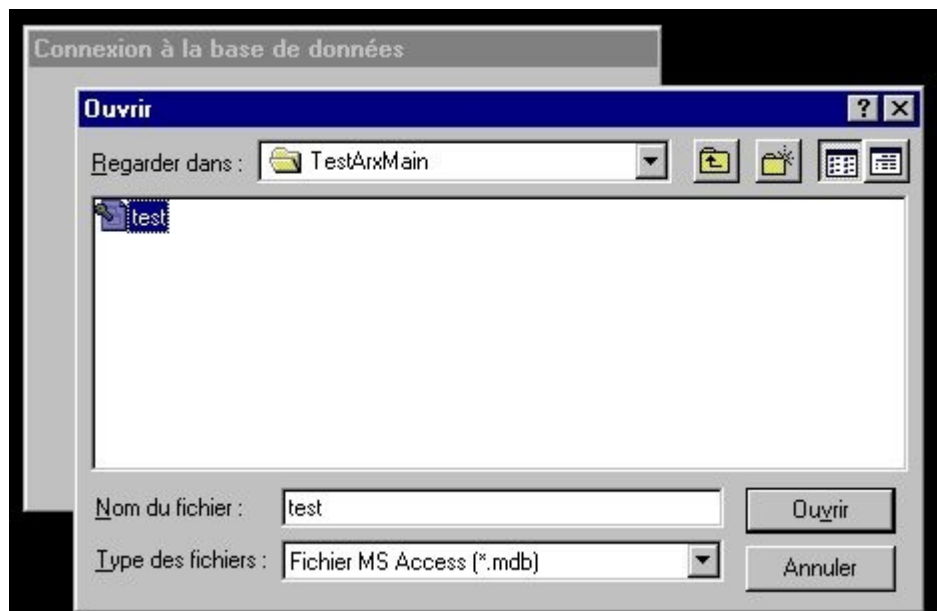 Connexion à la base de données
Ouvrir
Regarder dans : TestArxMain
test
Nom du fichier : test Ouvrir
Type des fichiers : Fichier MS Access (*.mdb) Annuler